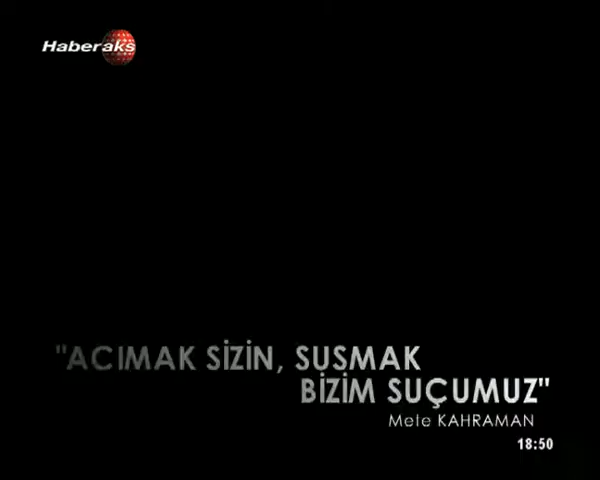 Haberaks
"ACIMAK SİZİN, SUSMAK
BİZİM SUÇUMUZ"
Mete KAHRAMAN
18:50